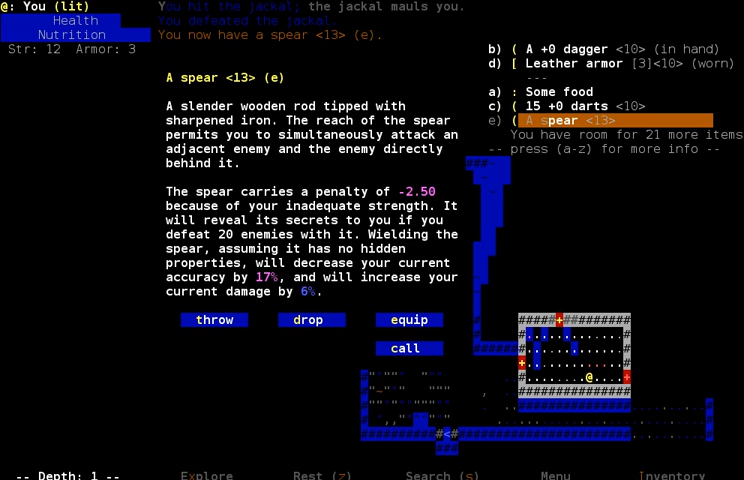 @: You (lit)
You hit the jackal; the jackal mauls you.
Health
You defeated the jackal.
Nutrition
You now have a spear <13> (e).
Str: 12 Armor: 3
b) ( A +0 dagger <10> (in hand)
d) [ Leather armor [3]<10> (worn)
---
a) : Some food
c) ( 15 +0 darts <10>
e) ( A spear <13>
You have room for 21 more items
-- press (a-z) for more info --
A spear <13> (e)
A slender wooden rod tipped with
sharpened iron. The reach of the spear
permits you to simultaneously attack an
adjacent enemy and the enemy directly
behind it.
The spear carries a penalty of -2.50
because of your inadequate strength. It
will reveal its secrets to you if you
defeat 20 enemies with it. Wielding the
spear, assuming it has no hidden
properties, will decrease your current
accuracy by 17%, and will increase your
current damage by 6%.
throw drop equip
call
-- Depth: 1 -- Explore Rest (z) Search (s) Menu Inventory